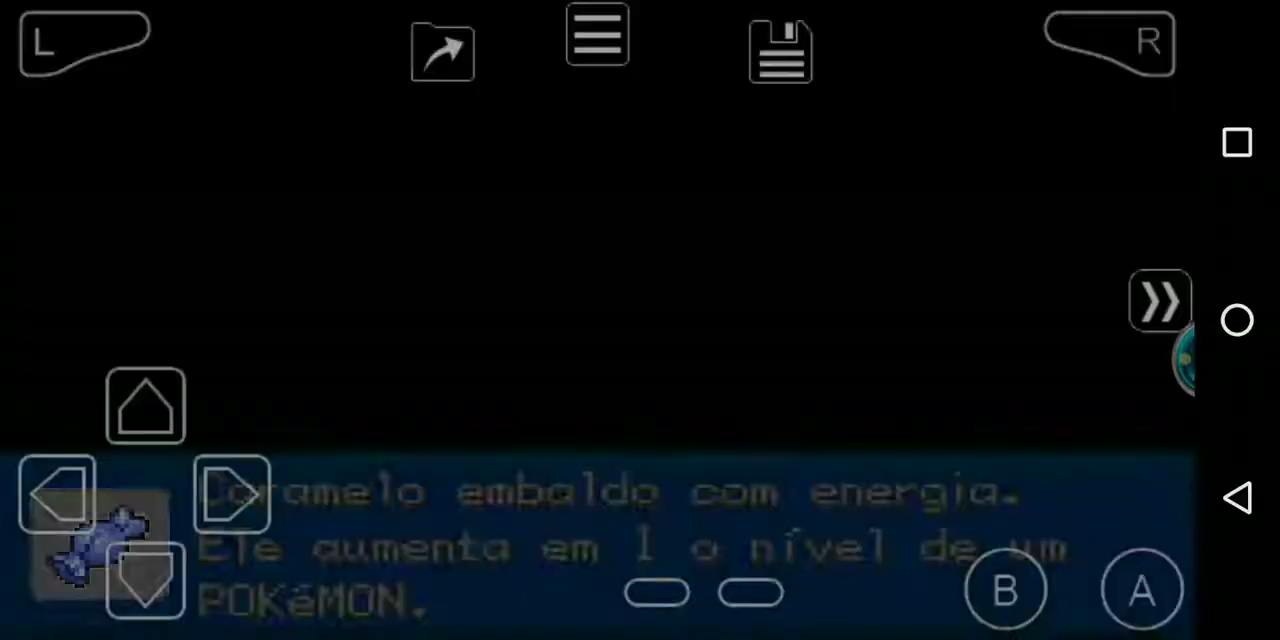 L
R
Caramelo embaldo com energia.
Ele aumenta em 1 o nível de um
POKéMON.
B
A